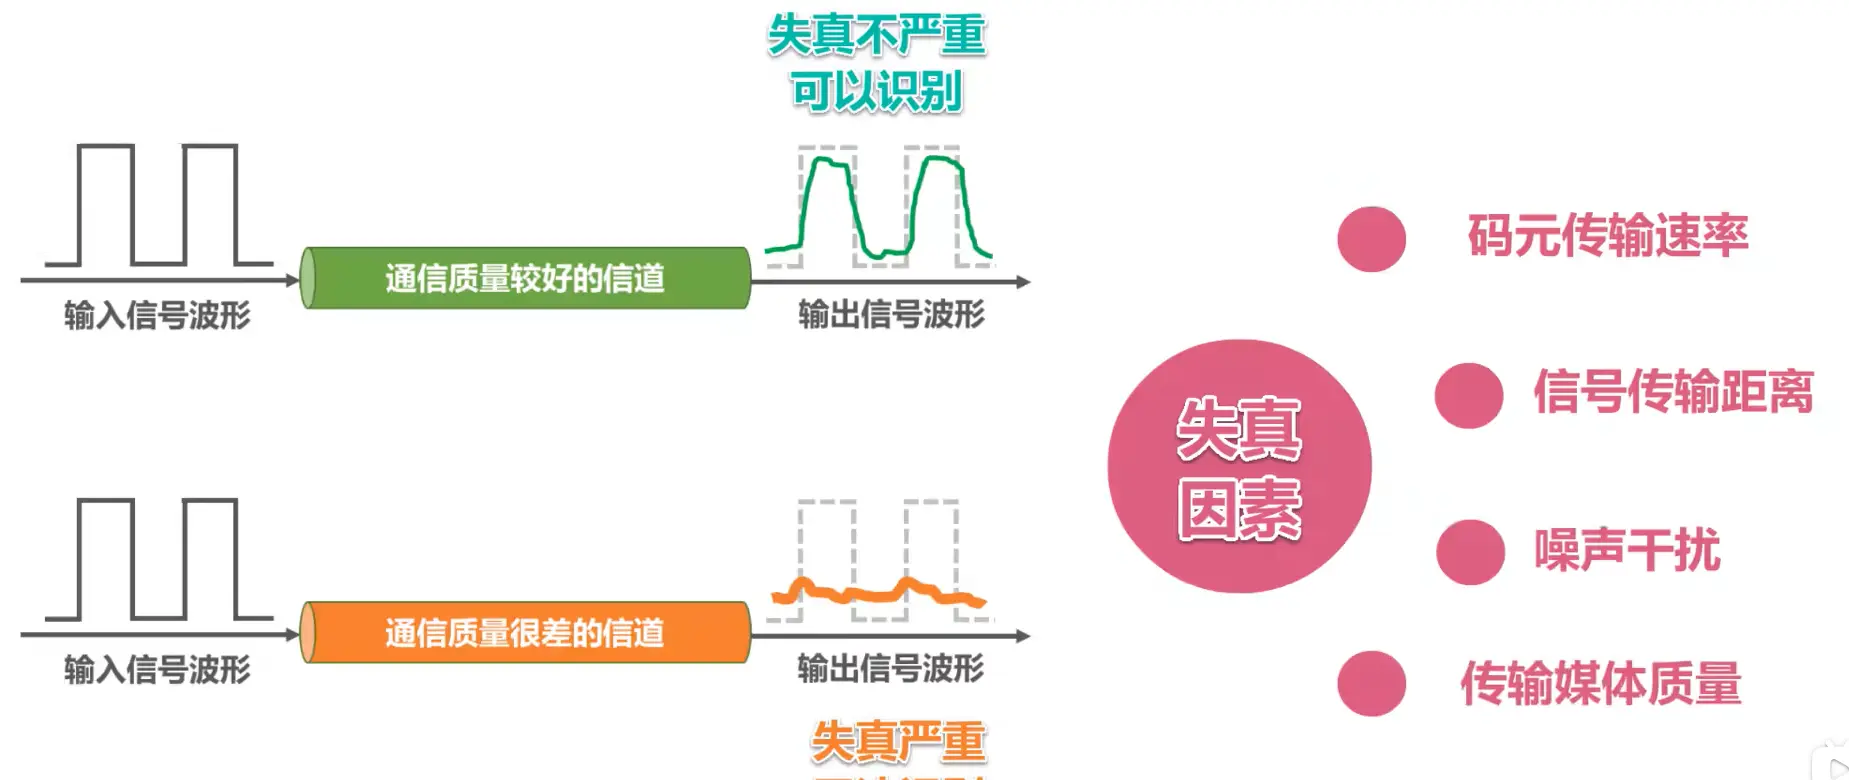 失真不严重
可以识别
通信质量较好的信道
输入信号波形
输出信号波形
通信质量很差的信道
输入信号波形
输出信号波形
失真严重
失真
因素
码元传输速率
信号传输距离
噪声干扰
传输媒体质量